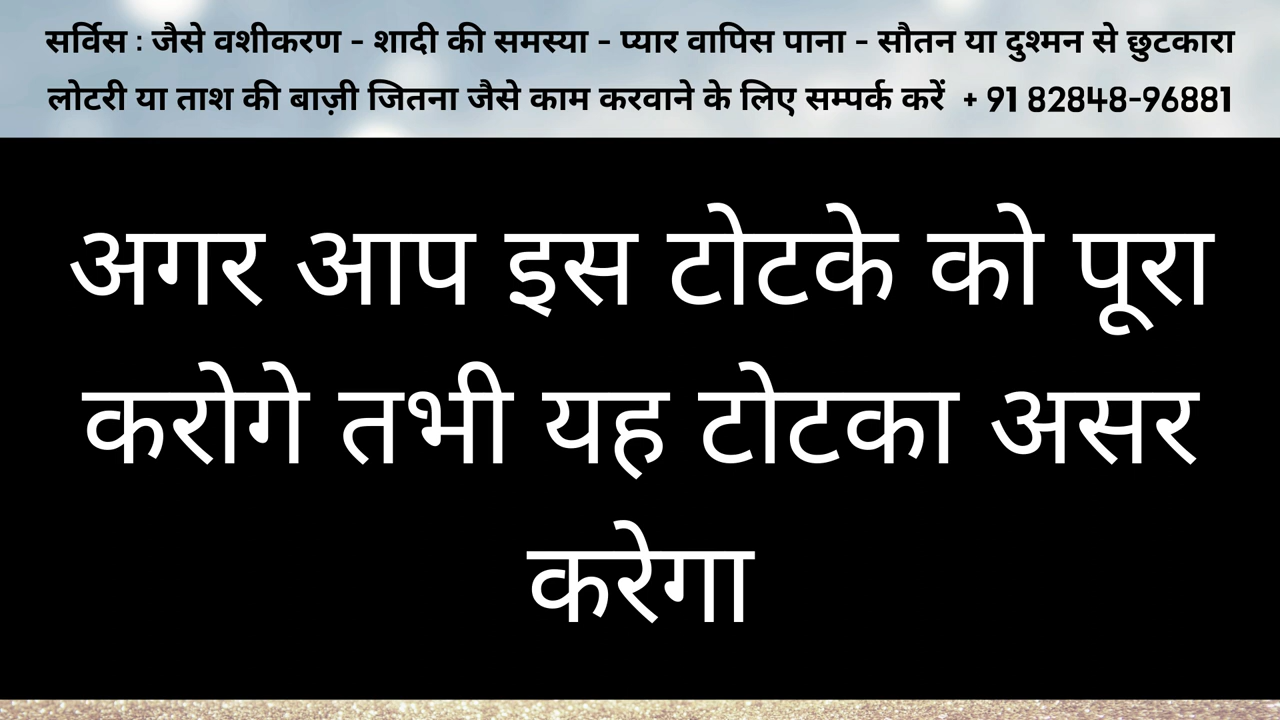 सर्विस : जैसे वशीकरण - शादी की समस्या - प्यार वापिस पाना - सौतन या दुश्मन से छुटकारा
लोटरी या ताश की बाज़ी जितना जैसे काम करवाने के लिए सम्पर्क करें + 91 82848-96881
अगर आप इस टोटके को पूरा
करोगे तभी यह टोटका असर
करेगा